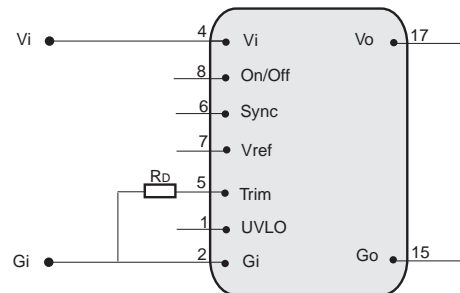 Vi 4 Vi Vo 17
8 On/Off
6 Sync
7 Vref
RD 5 Trim
1 UVLO
Gi 2 Gi Go 15